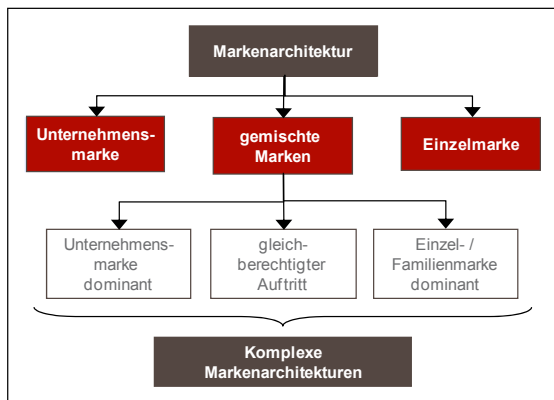 Markenarchitektur
Unternehmens-
marke
gemischte
Marken
Einzelmarke
Unternehmens-
marke
dominant
gleich-
berechtigter
Auftritt
Einzel- /
Familienmarke
dominant
Komplexe
Markenarchitekturen